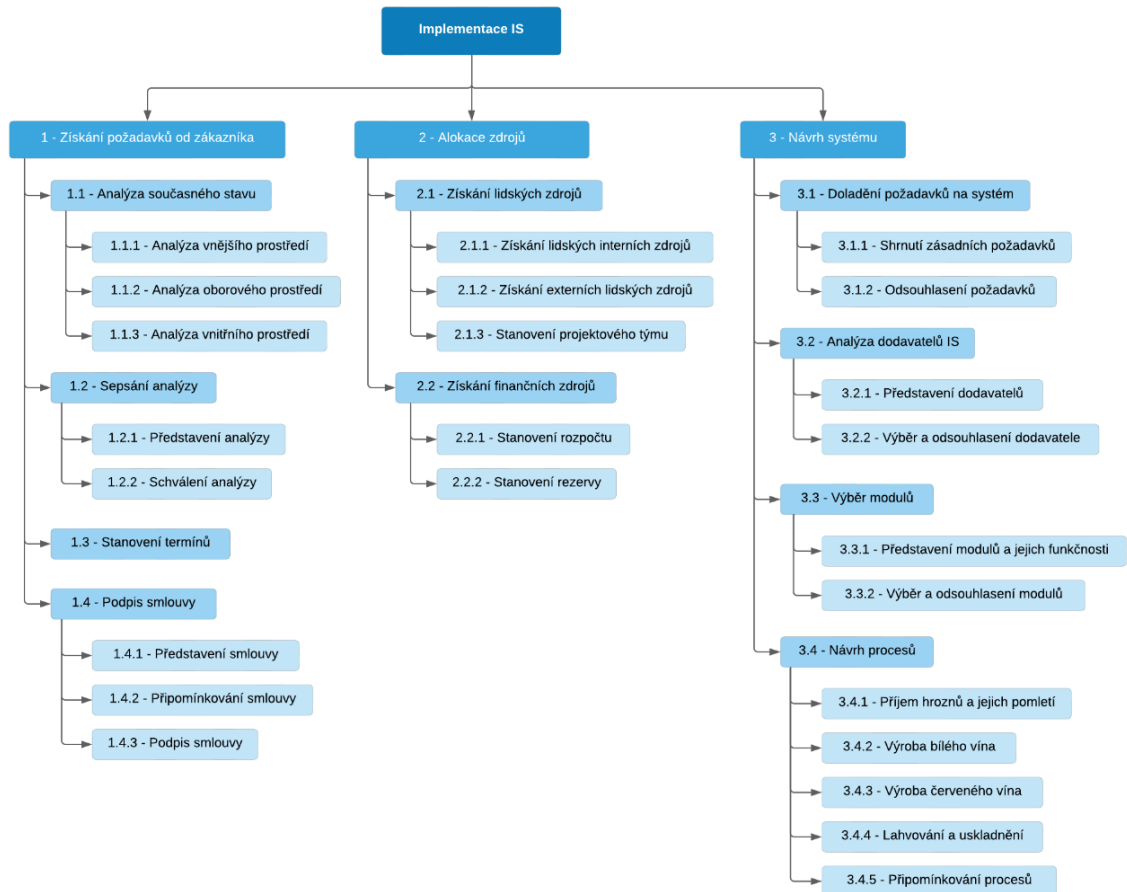 Implementace IS
1 - Získání požadavků od zákazníka
1.1 - Analýza současného stavu
1.1.1 - Analýza vnějšího prostředí
1.1.2 - Analýza oborového prostředí
1.1.3 - Analýza vnitřního prostředí
1.2 - Sepsání analýzy
1.2.1 - Představení analýzy
1.2.2 - Schválení analýzy
1.3 - Stanovení termínů
1.4 - Podpis smlouvy
1.4.1 - Představení smlouvy
1.4.2 - Připomínkování smlouvy
1.4.3 - Podpis smlouvy
2 - Alokace zdrojů
2.1 - Získání lidských zdrojů
2.1.1 - Získání lidských interních zdrojů
2.1.2 - Získání externích lidských zdrojů
2.1.3 - Stanovení projektového týmu
2.2 - Získání finančních zdrojů
2.2.1 - Stanovení rozpočtu
2.2.2 - Stanovení rezervy
3 - Návrh systému
3.1 - Doladění požadavků na systém
3.1.1 - Shrnutí zásadních požadavků
3.1.2 - Odsouhlasení požadavků
3.2 - Analýza dodavatelů IS
3.2.1 - Představení dodavatelů
3.2.2 - Výběr a odsouhlasení dodavatele
3.3 - Výběr modulů
3.3.1 - Představení modulů a jejich funkčnosti
3.3.2 - Výběr a odsouhlasení modulů
3.4 - Návrh procesů
3.4.1 - Příjem hroznů a jejich pomletí
3.4.2 - Výroba bílého vína
3.4.3 - Výroba červeného vína
3.4.4 - Lahvování a uskladnění
3.4.5 - Připomínkování procesů